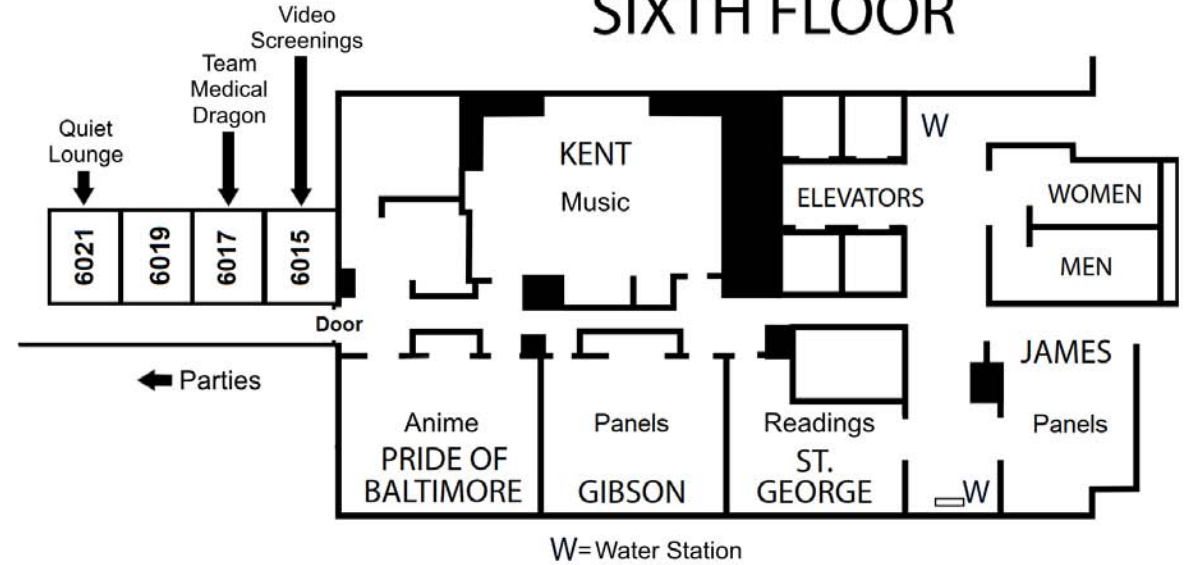 SIXTH FLOOR
Video
Screenings
Team
Medical
Dragon
Quiet
Lounge
6021
6019
6017
6015
KENT
Music
W
ELEVATORS
WOMEN
MEN
Door
Parties
JAMES
Panels
Anime
PRIDE OF
BALTIMORE
Panels
GIBSON
Readings
ST.
GEORGE
W
W= Water Station